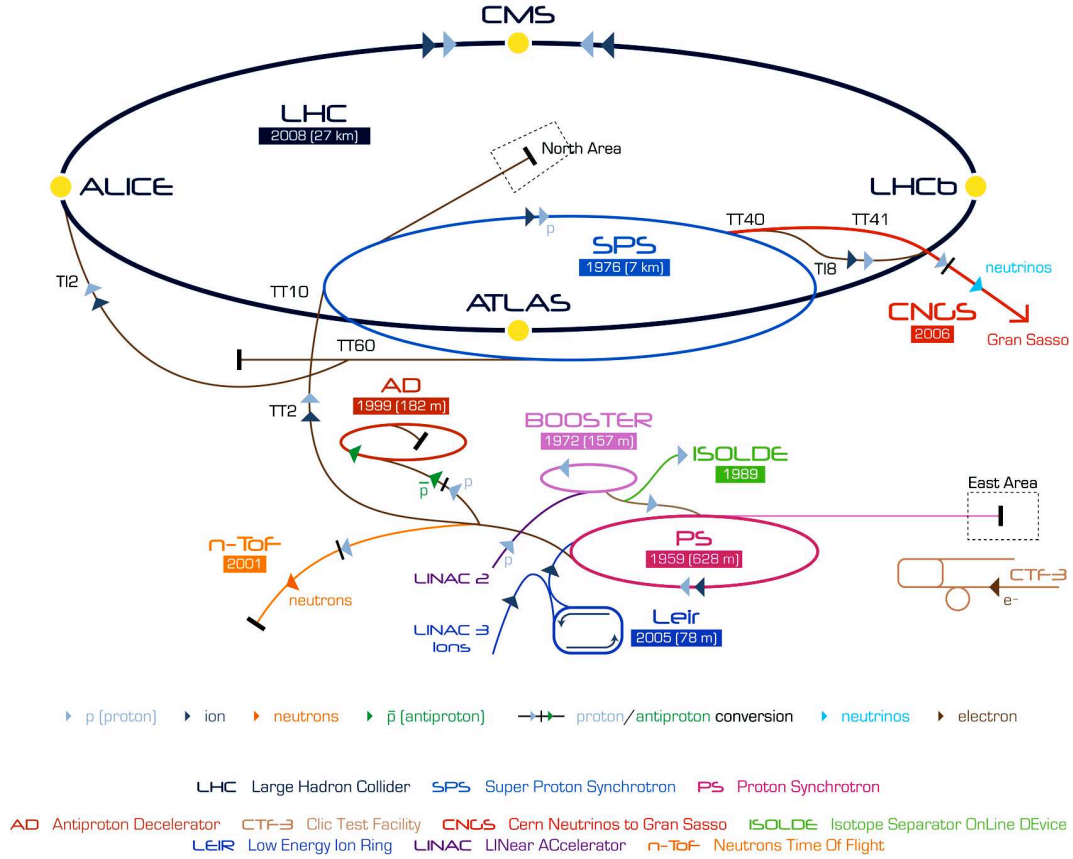 CMS
LHC
2008 (27 km)
North Area
ALICE
LHCb
TT40
TT41
p
SPS
1976 (7 km)
TI8
neutrinos
TI2
TT10
ATLAS
CNGS
2006
Gran Sasso
TT60
AD
1999 (182 m)
TT2
BOOSTER
1972 (157 m)
ISOLDE
1989
p̅
p
East Area
n-ToF
2001
PS
1959 (628 m)
p
LINAC 2
neutrons
CTF-3
e-
LINAC 3
Ions
Leir
2005 (78 m)
p (proton)
ion
neutrons
p̅ (antiproton)
proton/antiproton conversion
neutrinos
electron
LHC Large Hadron Collider
SPS Super Proton Synchrotron
PS Proton Synchrotron
AD Antiproton Decelerator
CTF-3 Clic Test Facility
CNGS Cern Neutrinos to Gran Sasso
ISOLDE Isotope Separator OnLine DEvice
LEIR Low Energy Ion Ring
LINAC LINear ACcelerator
n-ToF Neutrons Time Of Flight